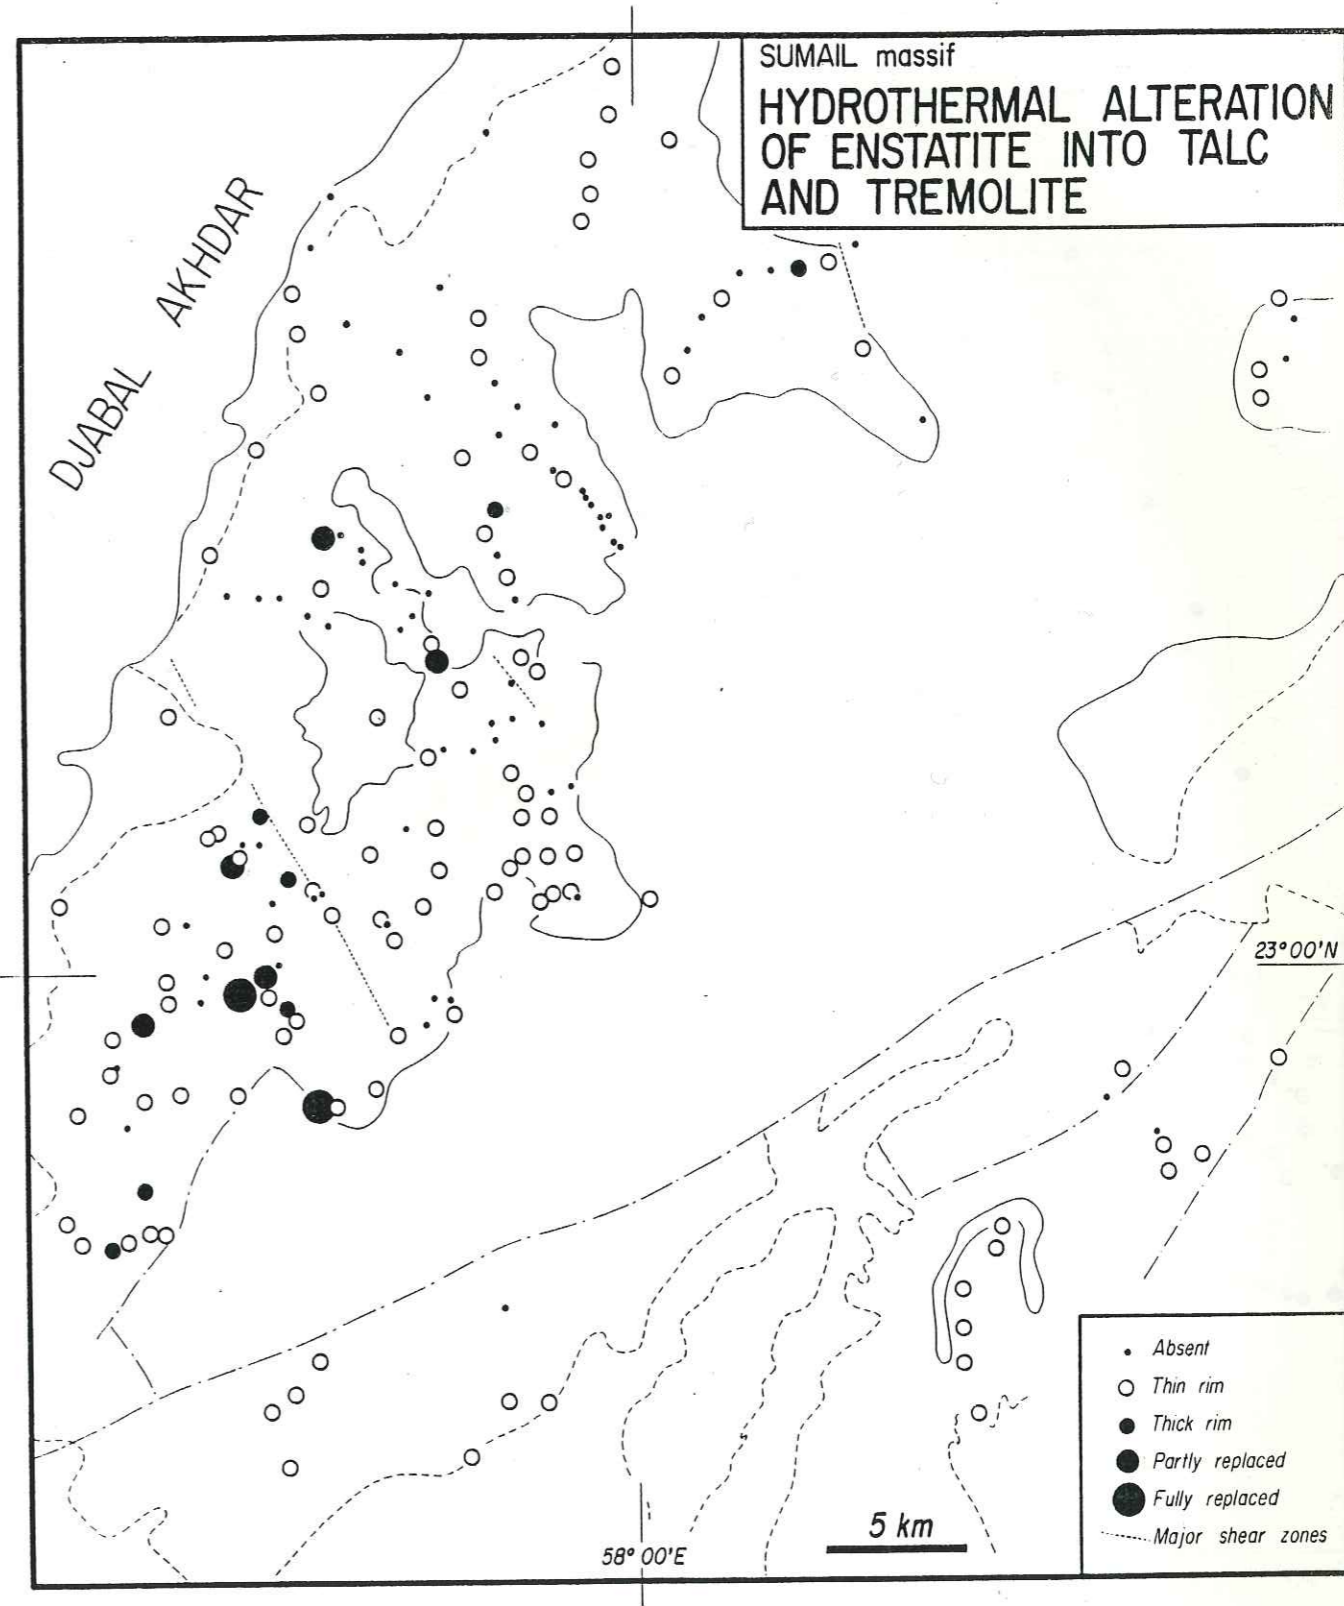 SUMAIL massif
HYDROTHERMAL ALTERATION
OF ENSTATITE INTO TALC
AND TREMOLITE
DJABAL AKHDAR
23°00'N
Absent
Thin rim
Thick rim
Partly replaced
Fully replaced
Major shear zones
5 km
58°00'E